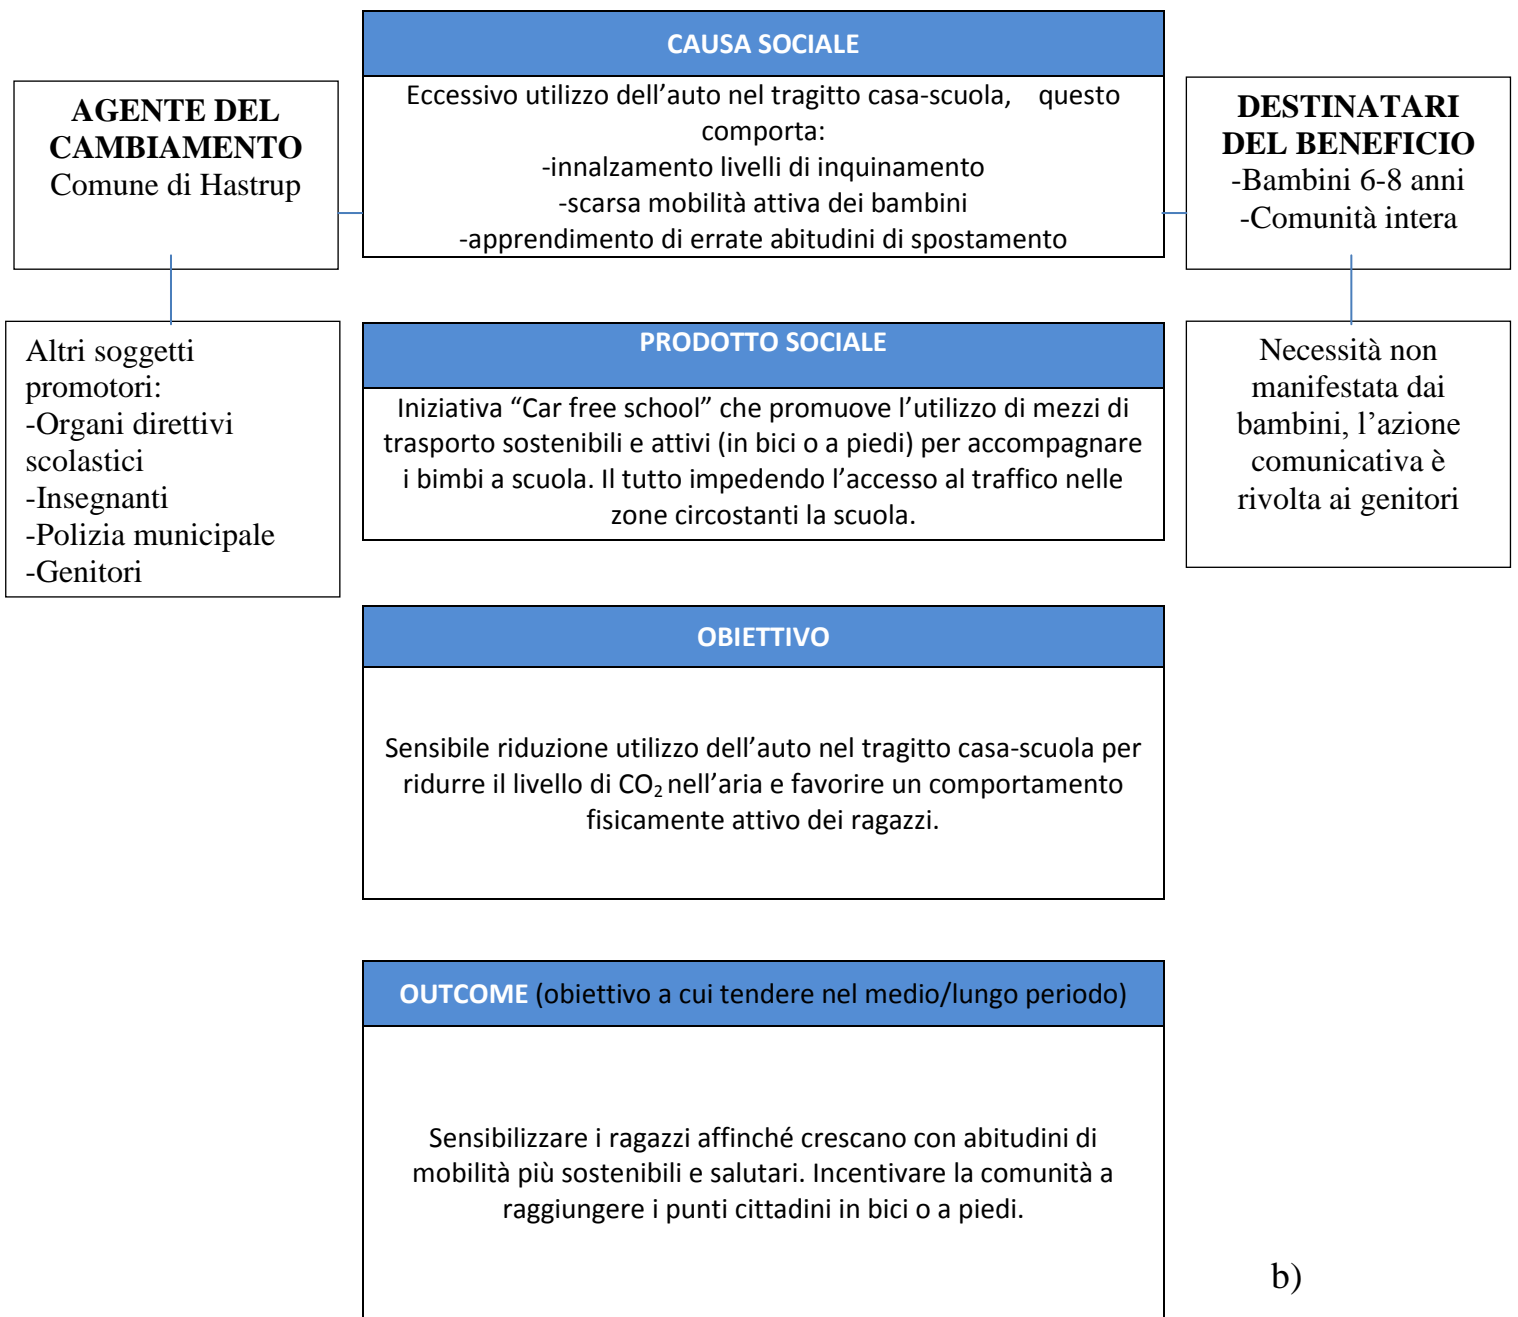 CAUSA SOCIALE
Eccessivo utilizzo dell’auto nel tragitto casa-scuola, questo
comporta:
-innalzamento livelli di inquinamento
-scarsa mobilità attiva dei bambini
-apprendimento di errate abitudini di spostamento
AGENTE DEL
CAMBIAMENTO
Comune di Hastrup
DESTINATARI
DEL BENEFICIO
-Bambini 6-8 anni
-Comunità intera
Altri soggetti
promotori:
-Organi direttivi
scolastici
-Insegnanti
-Polizia municipale
-Genitori
PRODOTTO SOCIALE
Iniziativa “Car free school” che promuove l’utilizzo di mezzi di
trasporto sostenibili e attivi (in bici o a piedi) per accompagnare
i bimbi a scuola. Il tutto impedendo l’accesso al traffico nelle
zone circostanti la scuola.
Necessità non
manifestata dai
bambini, l’azione
comunicativa è
rivolta ai genitori
OBIETTIVO
Sensibile riduzione utilizzo dell’auto nel tragitto casa-scuola per
ridurre il livello di CO₂ nell’aria e favorire un comportamento
fisicamente attivo dei ragazzi.
OUTCOME (obiettivo a cui tendere nel medio/lungo periodo)
Sensibilizzare i ragazzi affinché crescano con abitudini di
mobilità più sostenibili e salutari. Incentivare la comunità a
raggiungere i punti cittadini in bici o a piedi.
b)